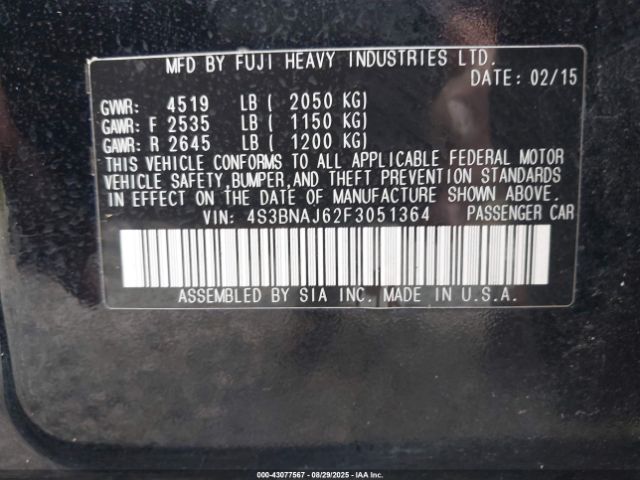 MFD BY FUJI HEAVY INDUSTRIES LTD.
DATE: 02/15
GVWR: 4519 LB ( 2050 KG)
GAWR: F 2535 LB ( 1150 KG)
GAWR: R 2645 LB ( 1200 KG)
THIS VEHICLE CONFORMS TO ALL APPLICABLE FEDERAL MOTOR
VEHICLE SAFETY,BUMPER,AND THEFT PREVENTION STANDARDS
IN EFFECT ON THE DATE OF MANUFACTURE SHOWN ABOVE.
VIN: 4S3BNAJ62F3051364 PASSENGER CAR
ASSEMBLED BY SIA INC. MADE IN U.S.A.
000-43077567 - 08/29/2025 - IAA Inc.